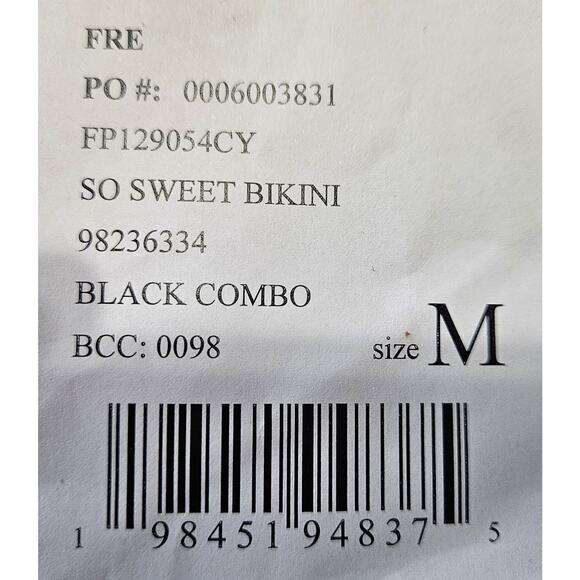 FRE
PO #: 0006003831
FP129054CY
SO SWEET BIKINI
98236334
BLACK COMBO
BCC: 0098 size M
1 98451 94837 5